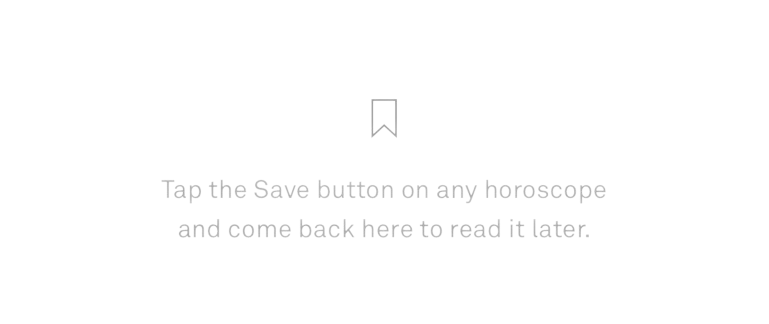 Tap the Save button on any horoscope
and come back here to read it later.